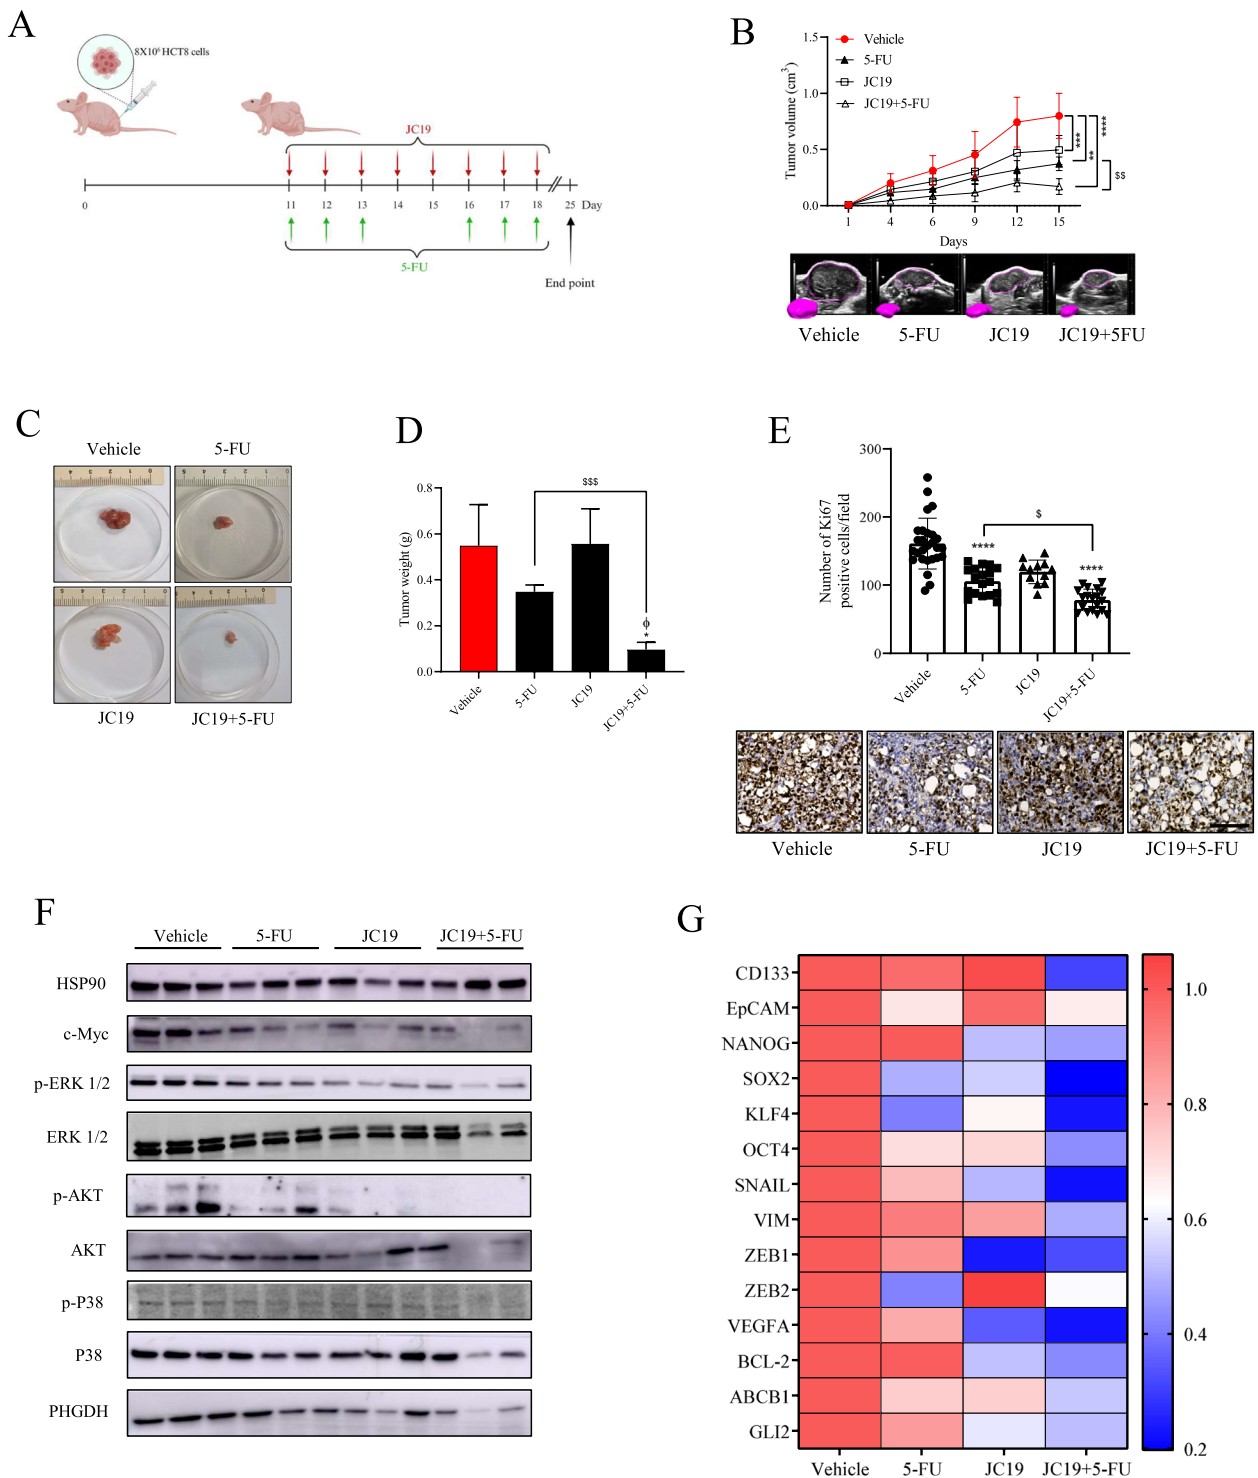 A
8X10⁶ HCT8 cells
JC19
0
11 12 13 14 15 16 17 18 25 Day
5-FU
End point
B
Tumor volume (cm³)
1.5
1.0
0.5
0.0
Vehicle
5-FU
JC19
JC19+5-FU
***
**
****
$$
1 4 6 9 12 15
Days
Vehicle 5-FU JC19 JC19+5FU
C
Vehicle 5-FU
JC19 JC19+5-FU
D
Tumor weight (g)
0.8
0.6
0.4
0.2
0.0
$$$
ϕ
*
Vehicle 5-FU JC19 JC19+5-FU
E
Number of Ki67
positive cells/field
300
200
100
0
****
$
****
Vehicle 5-FU JC19 JC19+5-FU
Vehicle 5-FU JC19 JC19+5-FU
F
Vehicle 5-FU JC19 JC19+5-FU
HSP90
c-Myc
p-ERK 1/2
ERK 1/2
p-AKT
AKT
p-P38
P38
PHGDH
G
CD133
EpCAM
NANOG
SOX2
KLF4
OCT4
SNAIL
VIM
ZEB1
ZEB2
VEGFA
BCL-2
ABCB1
GLI2
Vehicle 5-FU JC19 JC19+5-FU
1.0
0.8
0.6
0.4
0.2